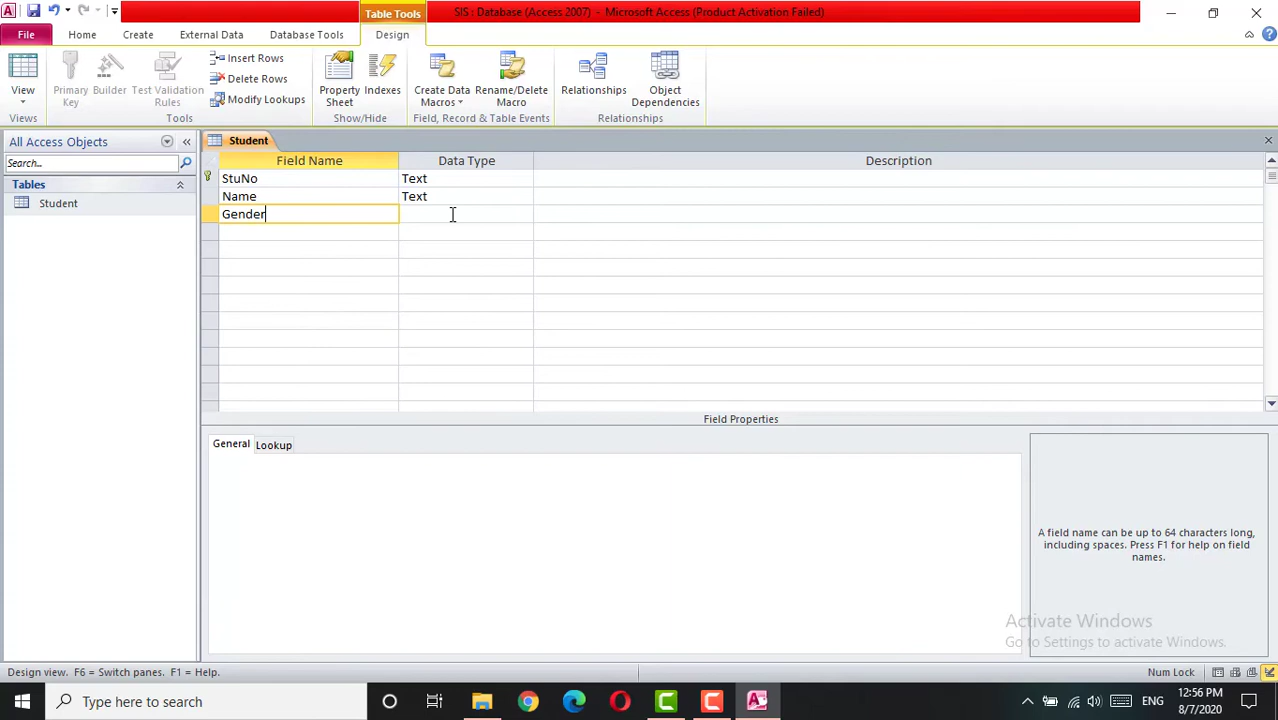 SIS : Database (Access 2007) - Microsoft Access (Product Activation Failed)
Table Tools
File Home Create External Data Database Tools Design
View
Views
Primary Key
Builder
Test Validation Rules
Insert Rows
Delete Rows
Modify Lookups
Tools
Property Sheet
Indexes
Show/Hide
Create Data Macros
Rename/Delete Macro
Field, Record & Table Events
Relationships
Object Dependencies
Relationships
All Access Objects
Search...
Tables
Student
Student
Field Name Data Type Description
StuNo Text
Name Text
Gender
Field Properties
General Lookup
A field name can be up to 64 characters long,
including spaces. Press F1 for help on field
names.
Activate Windows
Go to Settings to activate Windows.
Design view. F6 = Switch panes. F1 = Help.
Num Lock
Type here to search
ENG
12:56 PM
8/7/2020